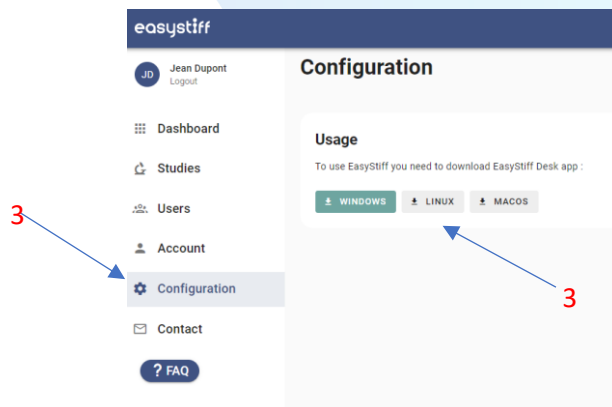 easystiff
JD
Jean Dupont
Logout
Dashboard
Studies
Users
Account
Configuration
Contact
? FAQ
3
Configuration
Usage
To use EasyStiff you need to download EasyStiff Desk app :
WINDOWS
LINUX
MACOS
3